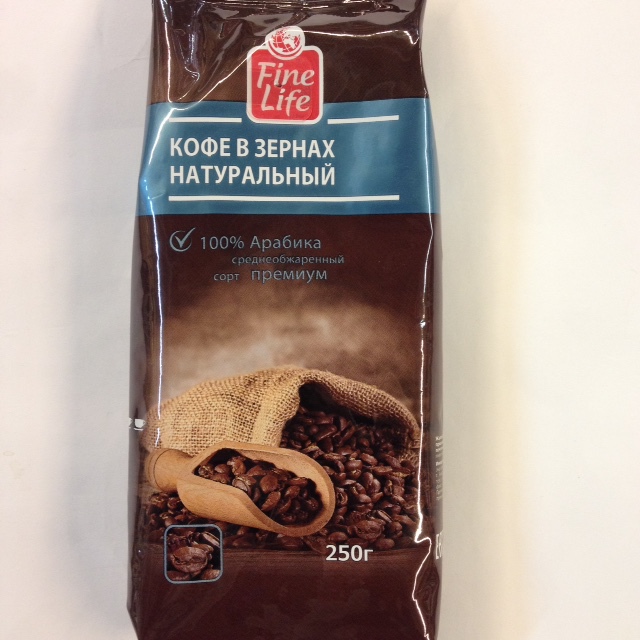 Fine
Life
КОФЕ В ЗЕРНАХ
НАТУРАЛЬНЫЙ
100% Арабика
среднеобжаренный
сорт премиум
250г